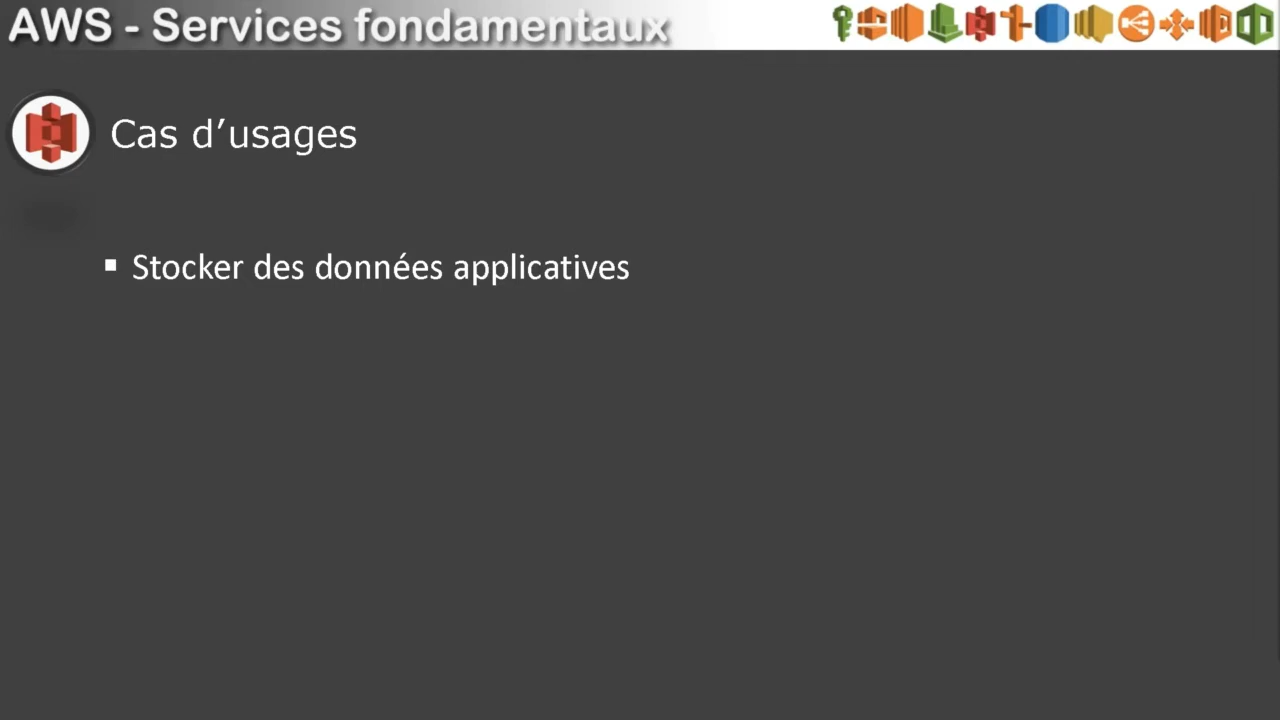 AWS - Services fondamentaux
Cas d’usages
▪ Stocker des données applicatives